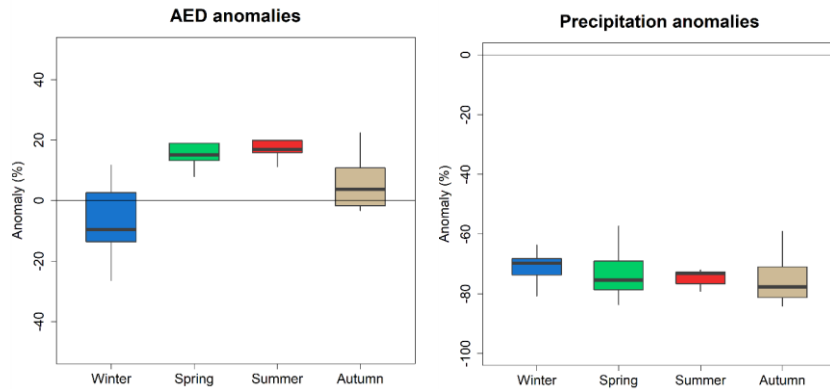 AED anomalies
Anomaly (%)
40
20
0
-20
-40
Winter Spring Summer Autumn
Precipitation anomalies
Anomaly (%)
0
-20
-40
-60
-80
-100
Winter Spring Summer Autumn